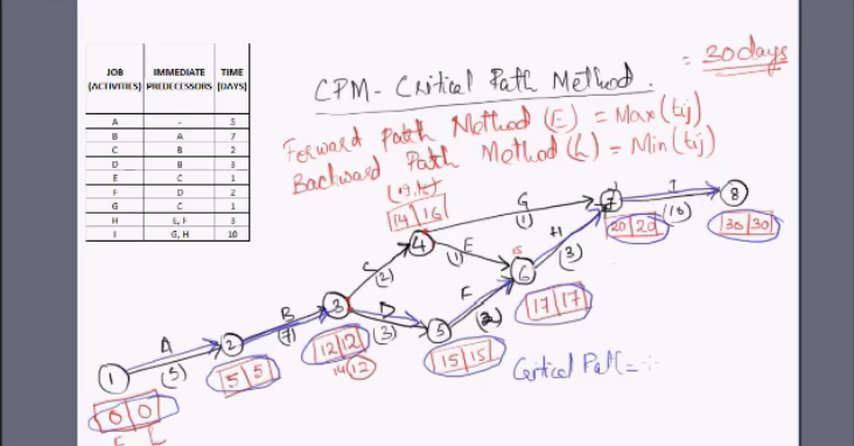 = 30days
CPM- Critical Path Method.
Forward Path Method (E) = Max(tij)
Backward Path Method (L) = Min(tij)
JOB (ACTIVITIES) IMMEDIATE PREDECESSORS TIME (DAYS)
A - 5
B A 7
C B 2
D B 3
E C 1
F D 2
G C 1
H E, F 3
I G, H 10
14 16
G
(1)
7
I
(10)
8
20 20
30 30
4
E
(1)
H
(3)
6
17 17
C
(2)
F
(2)
3
D
(3)
5
15 15
B
(7)
12 12
14 12
A
(5)
2
5 5
1
0 0
E L
Critical Path =